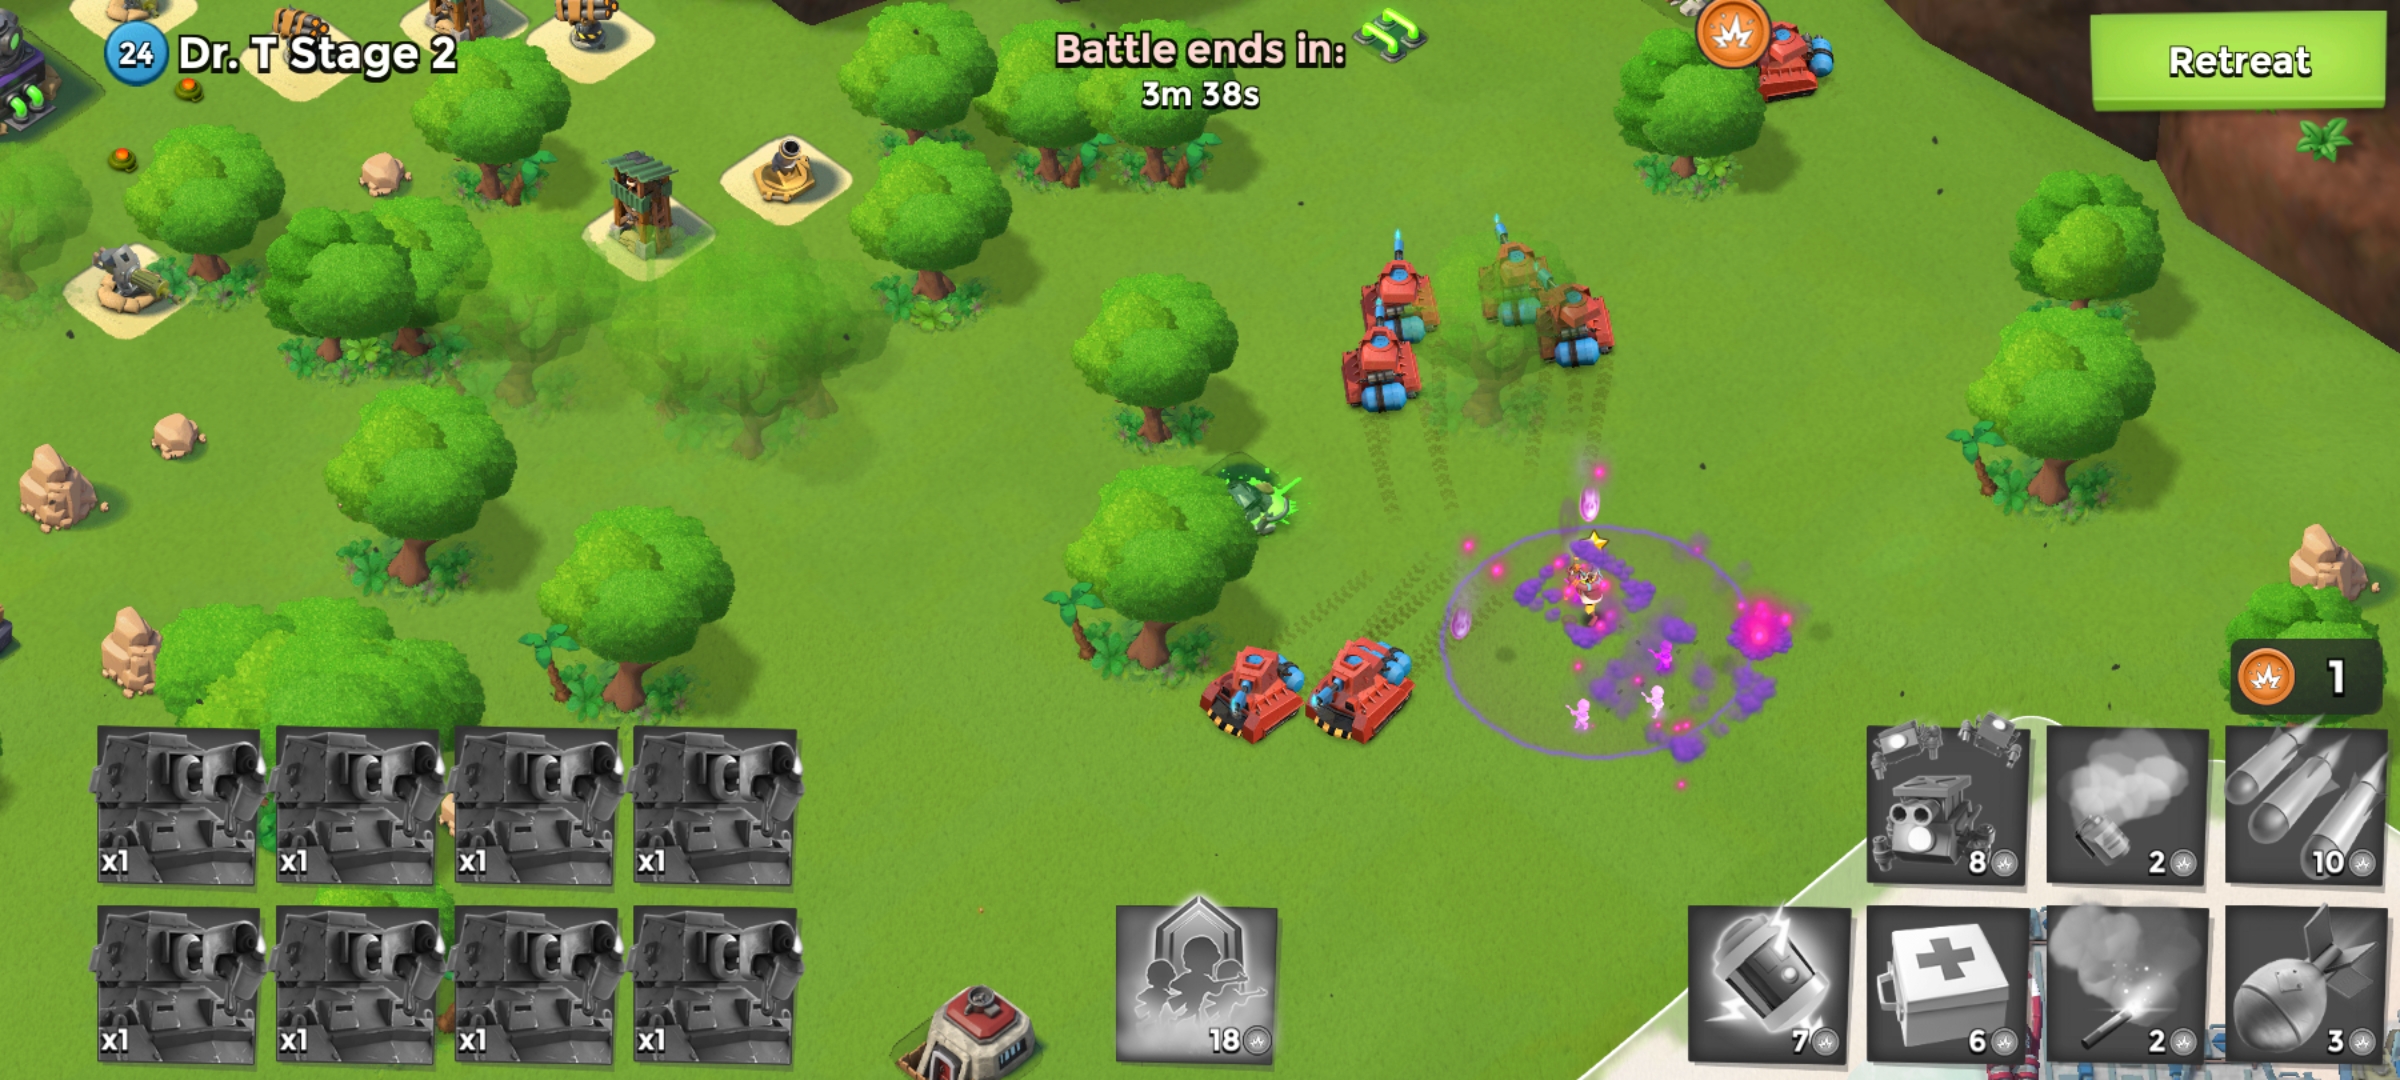 24 Dr. T Stage 2
Battle ends in:
3m 38s
Retreat
1
x1 x1 x1 x1
8 2 10
x1 x1 x1 x1
18
7 6 2 3